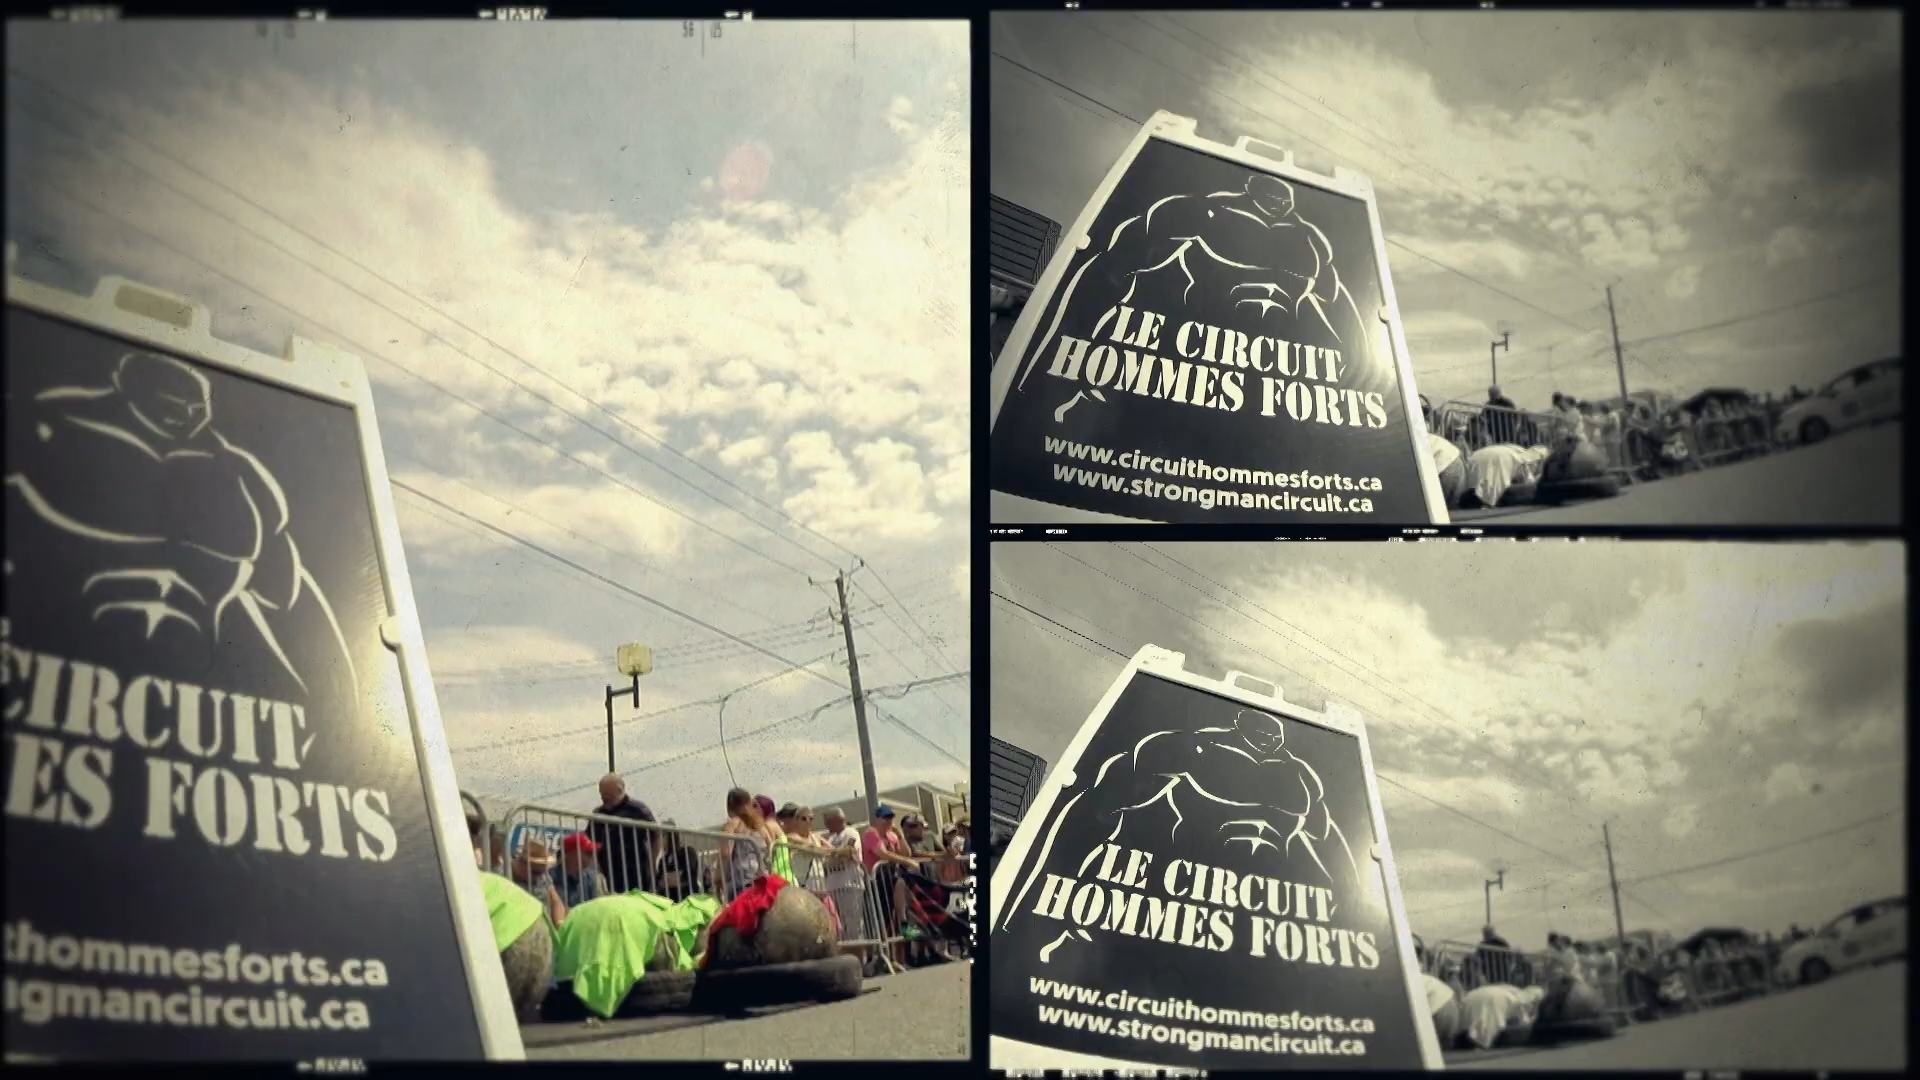 CIRCUIT
ES FORTS
thommesforts.ca
gmancircuit.ca
LE CIRCUIT
HOMMES FORTS
www.circuithommesforts.ca
www.strongmancircuit.ca
LE CIRCUIT
HOMMES FORTS
www.circuithommesforts.ca
www.strongmancircuit.ca